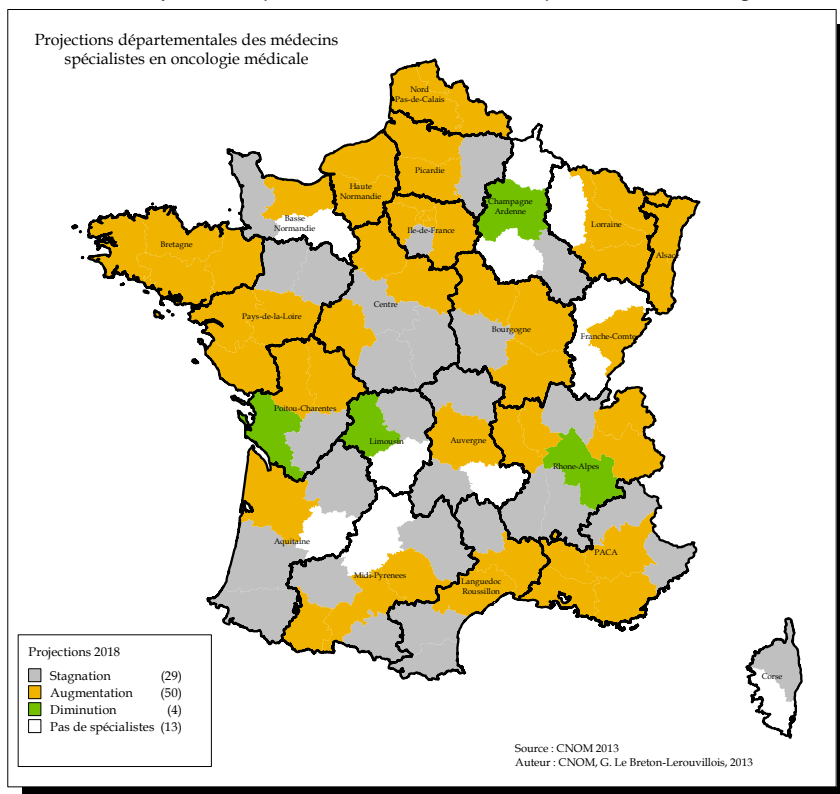 Projections départementales des médecins
spécialistes en oncologie médicale
Nord
Pas-de-Calais
Picardie
Haute
Normandie
Champagne
Ardenne
Basse
Normandie
Ile-de-France
Lorraine
Bretagne
Alsace
Centre
Pays-de-la-Loire
Bourgogne
Franche-Comte
Poitou-Charentes
Limousin
Auvergne
Rhone-Alpes
Aquitaine
PACA
Midi-Pyrenees
Languedoc
Roussillon
Corse
Projections 2018
Stagnation (29)
Augmentation (50)
Diminution (4)
Pas de spécialistes (13)
Source : CNOM 2013
Auteur : CNOM, G. Le Breton-Lerouvillois, 2013